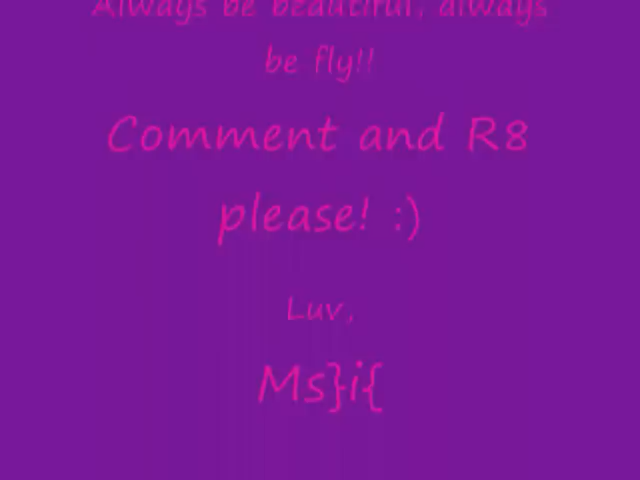 Always be beautiful, always
be fly!!
Comment and R8
please! :)
Luv,
Ms}i{